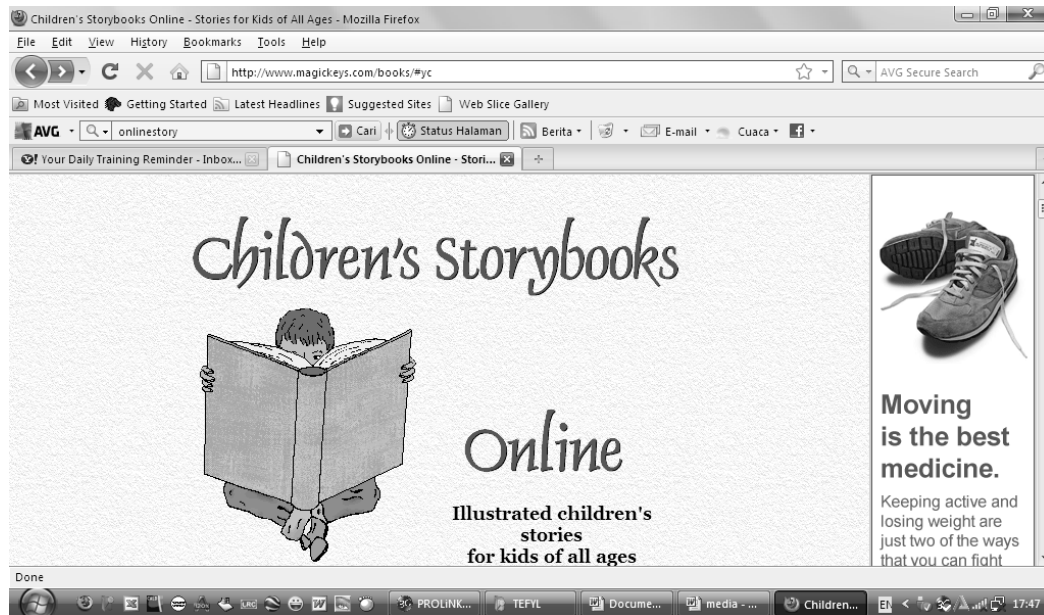 Children's Storybooks Online - Stories for Kids of All Ages - Mozilla Firefox
File Edit View History Bookmarks Tools Help
http://www.magickeys.com/books/#yc AVG Secure Search
Most Visited Getting Started Latest Headlines Suggested Sites Web Slice Gallery
AVG onlinestory Cari Status Halaman Berita E-mail Cuaca
Your Daily Training Reminder - Inbox... Children's Storybooks Online - Stori...
Children's Storybooks
Online
Illustrated children's
stories
for kids of all ages
Moving
is the best
medicine.
Keeping active and
losing weight are
just two of the ways
that you can fight
Done
PROLiNK... TEFYL Docume... media - ... Children... EN 17:47